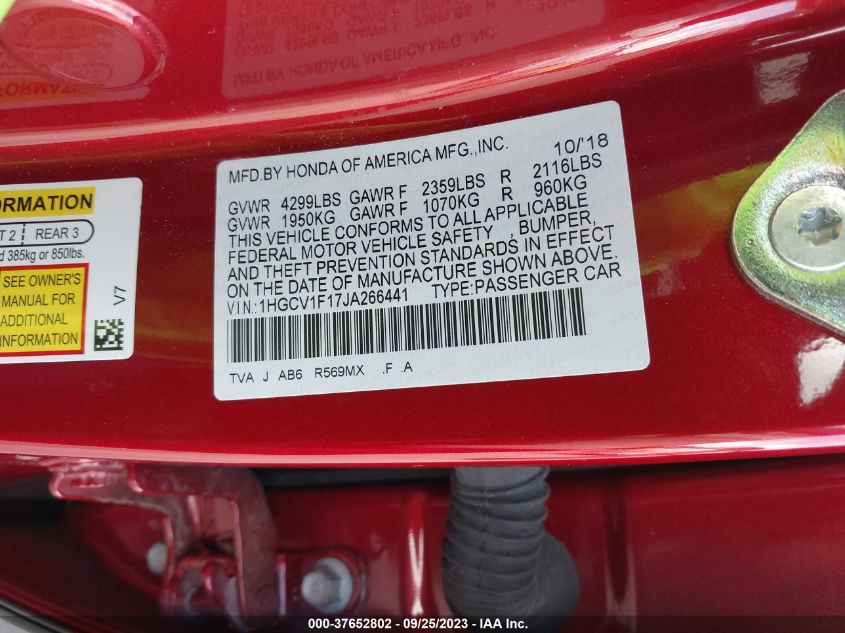 MFD.BY HONDA OF AMERICA MFG.,INC. 10/'18
GVWR 4299LBS GAWR F 2359LBS R 2116LBS
GVWR 1950KG GAWR F 1070KG R 960KG
THIS VEHICLE CONFORMS TO ALL APPLICABLE
FEDERAL MOTOR VEHICLE SAFETY , BUMPER,
AND THEFT PREVENTION STANDARDS IN EFFECT
ON THE DATE OF MANUFACTURE SHOWN ABOVE.
V.I.N.: 1HGCV1F17JA266441 TYPE:PASSENGER CAR
TVA J AB6 R569MX .F .A
ORMATION
T 2 REAR 3
d 385kg or 850lbs.
SEE OWNER'S
MANUAL FOR
ADDITIONAL
INFORMATION
V7
000-37652802 - 09/25/2023 - IAA Inc.